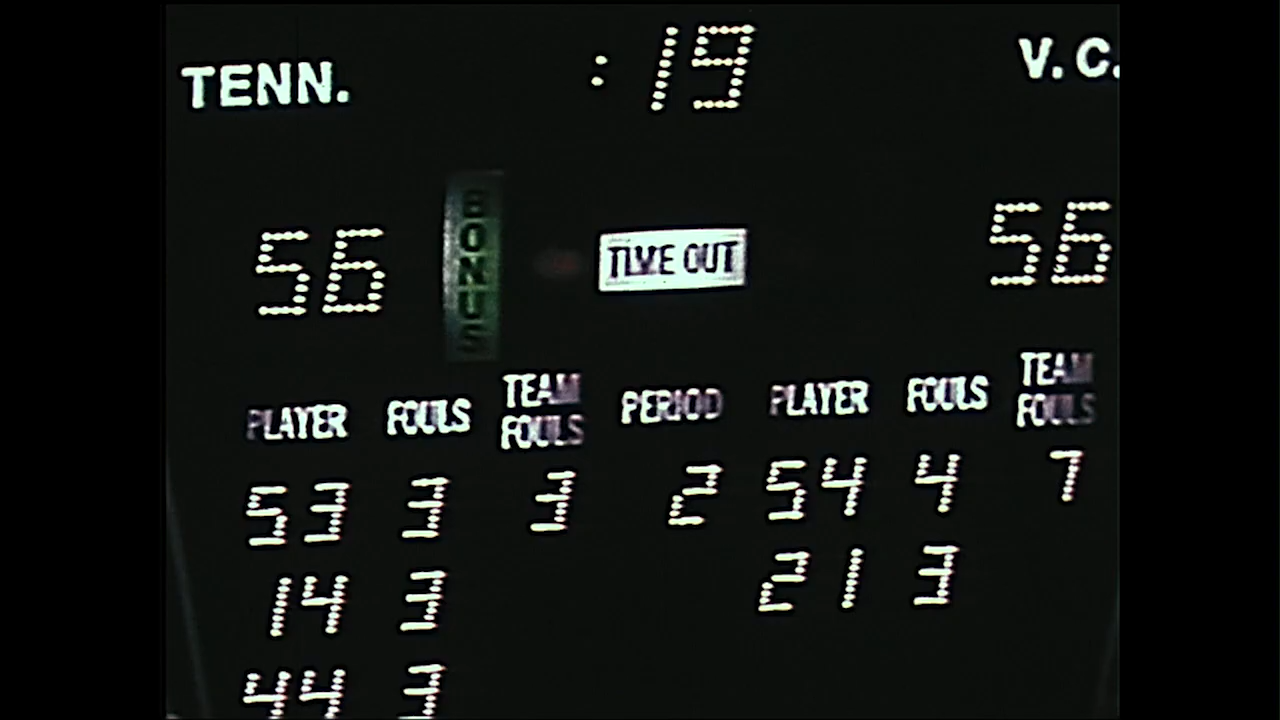 TENN. :19 V.C.
56 BONUS TIME OUT 56
PLAYER FOULS TEAM FOULS PERIOD PLAYER FOULS TEAM FOULS
53 3 3 2 54 4 7
14 3 21 3
44 3